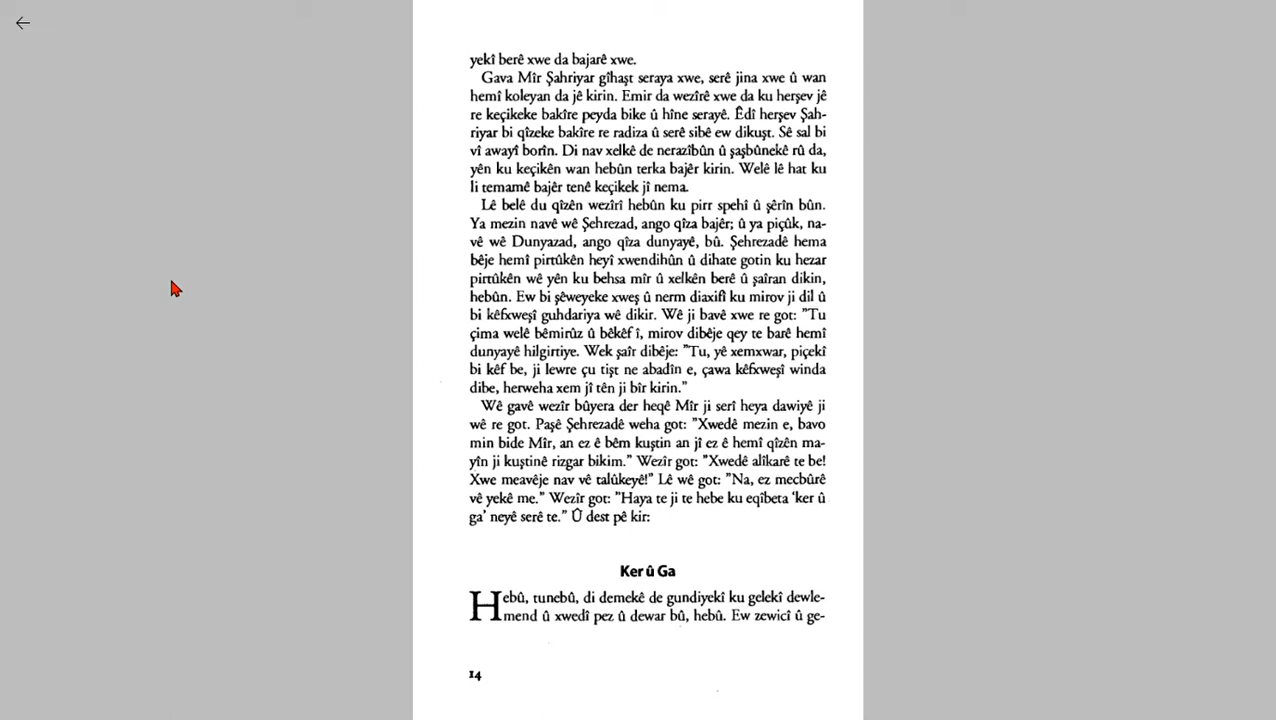 yekî berê xwe da bajarê xwe.
Gava Mîr Şahriyar gîhaşt seraya xwe, serê jina xwe û wan
hemî koleyan da jê kirin. Emir da wezîrê xwe da ku herşev jê
re keçikeke bakîre peyda bike û hîne serayê. Êdî herşev Şah-
riyar bi qîzeke bakîre re radiza û serê sibê ew dikuşt. Sê sal bi
vî awayî borîn. Di nav xelkê de nerazîbûn û şaşbûnekê rû da,
yên ku keçikên wan hebûn terka bajêr kirin. Welê lê hat ku
li temamê bajêr tenê keçikek jî nema.
Lê belê du qîzên wezîrî hebûn ku pirr spehî û şêrîn bûn.
Ya mezin navê wê Şehrezad, ango qîza bajêr; û ya piçûk, na-
vê wê Dunyazad, ango qîza dunyayê, bû. Şehrezadê hema
bêje hemî pirtûkên heyî xwendihûn û dihate gotin ku hezar
pirtûkên wê yên ku behsa mîr û xelkên berê û şaîran dikin,
hebûn. Ew bi şêweyeke xweş û nerm diaxifî ku mirov ji dil û
bi kêfxweşî guhdariya wê dikir. Wê ji bavê xwe re got: ”Tu
çima welê bêmirûz û bêkêf î, mirov dibêje qey te barê hemî
dunyayê hilgirtiye. Wek şaîr dibêje: ”Tu, yê xemxwar, piçekî
bi kêf be, ji lewre çu tişt ne abadîn e, çawa kêfxweşî winda
dibe, herweha xem jî tên ji bîr kirin.”
Wê gavê wezîr bûyera der heqê Mîr ji serî heya dawiyê ji
wê re got. Paşê Şehrezadê weha got: ”Xwedê mezin e, bavo
min bide Mîr, an ez ê bêm kuştin an jî ez ê hemî qîzên ma-
yîn ji kuştinê rizgar bikim.” Wezîr got: ”Xwedê alîkarê te be!
Xwe meavêje nav vê talûkeyê!” Lê wê got: ”Na, ez mecbûrê
vê yekê me.” Wezîr got: ”Haya te ji te hebe ku eqîbeta ‘ker û
ga’ neyê serê te.” Û dest pê kir:
Ker û Ga
Hebû, tunebû, di demekê de gundiyekî ku gelekî dewle-
mend û xwedî pez û dewar bû, hebû. Ew zewicî û ge-
14